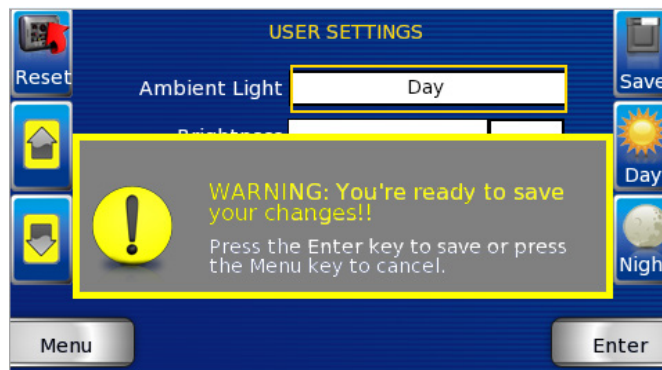 USER SETTINGS
Reset
Save
Ambient Light
Day
Day
WARNING: You're ready to save
your changes!!
Press the Enter key to save or press
the Menu key to cancel.
Nigh
Menu
Enter